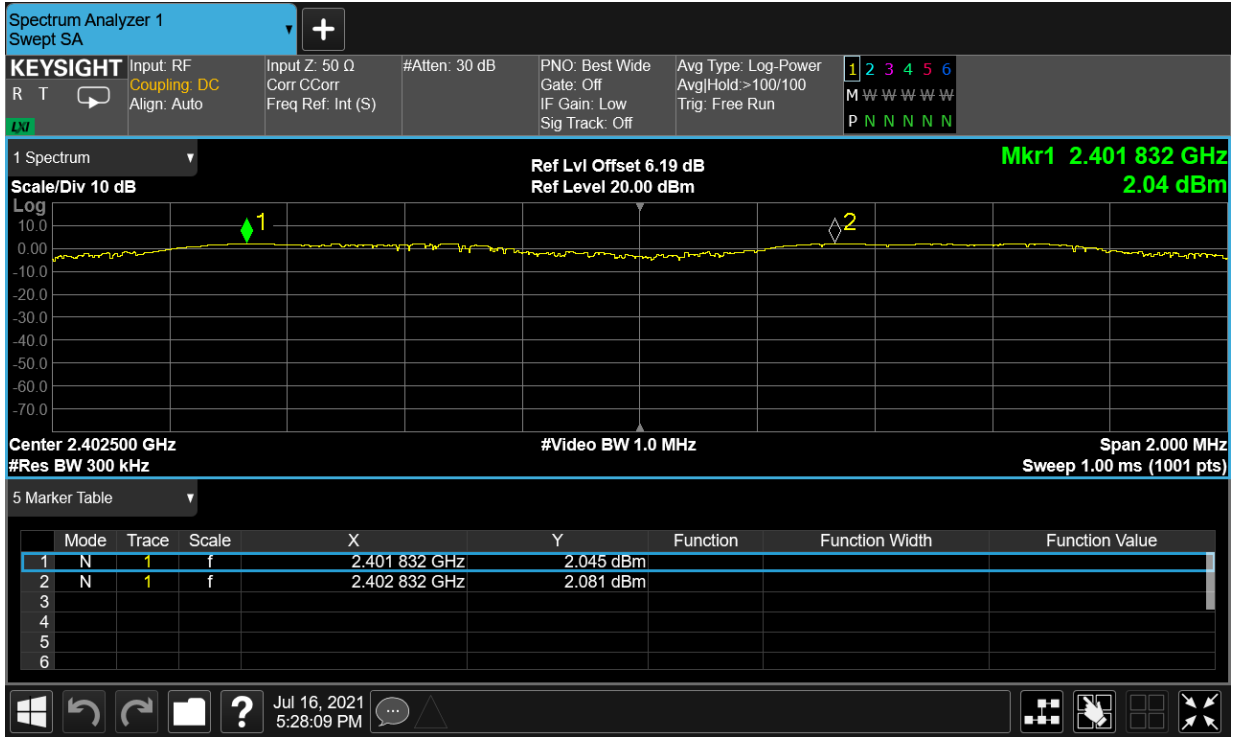 Spectrum Analyzer 1
Swept SA
KEYSIGHT
R T
LXI
Input: RF
Coupling: DC
Align: Auto
Input Z: 50 Ω
Corr CCorr
Freq Ref: Int (S)
#Atten: 30 dB
PNO: Best Wide
Gate: Off
IF Gain: Low
Sig Track: Off
Avg Type: Log-Power
Avg|Hold:>100/100
Trig: Free Run
1 2 3 4 5 6
M W W W W W
P N N N N N
1 Spectrum
Scale/Div 10 dB
Ref Lvl Offset 6.19 dB
Ref Level 20.00 dBm
Mkr1 2.401 832 GHz
2.04 dBm
Log
10.0
0.00
-10.0
-20.0
-30.0
-40.0
-50.0
-60.0
-70.0
1
2
Center 2.402500 GHz
#Res BW 300 kHz
#Video BW 1.0 MHz
Span 2.000 MHz
Sweep 1.00 ms (1001 pts)
5 Marker Table
Mode Trace Scale X Y Function Function Width Function Value
1 N 1 f 2.401 832 GHz 2.045 dBm
2 N 1 f 2.402 832 GHz 2.081 dBm
3
4
5
6
?
Jul 16, 2021
5:28:09 PM